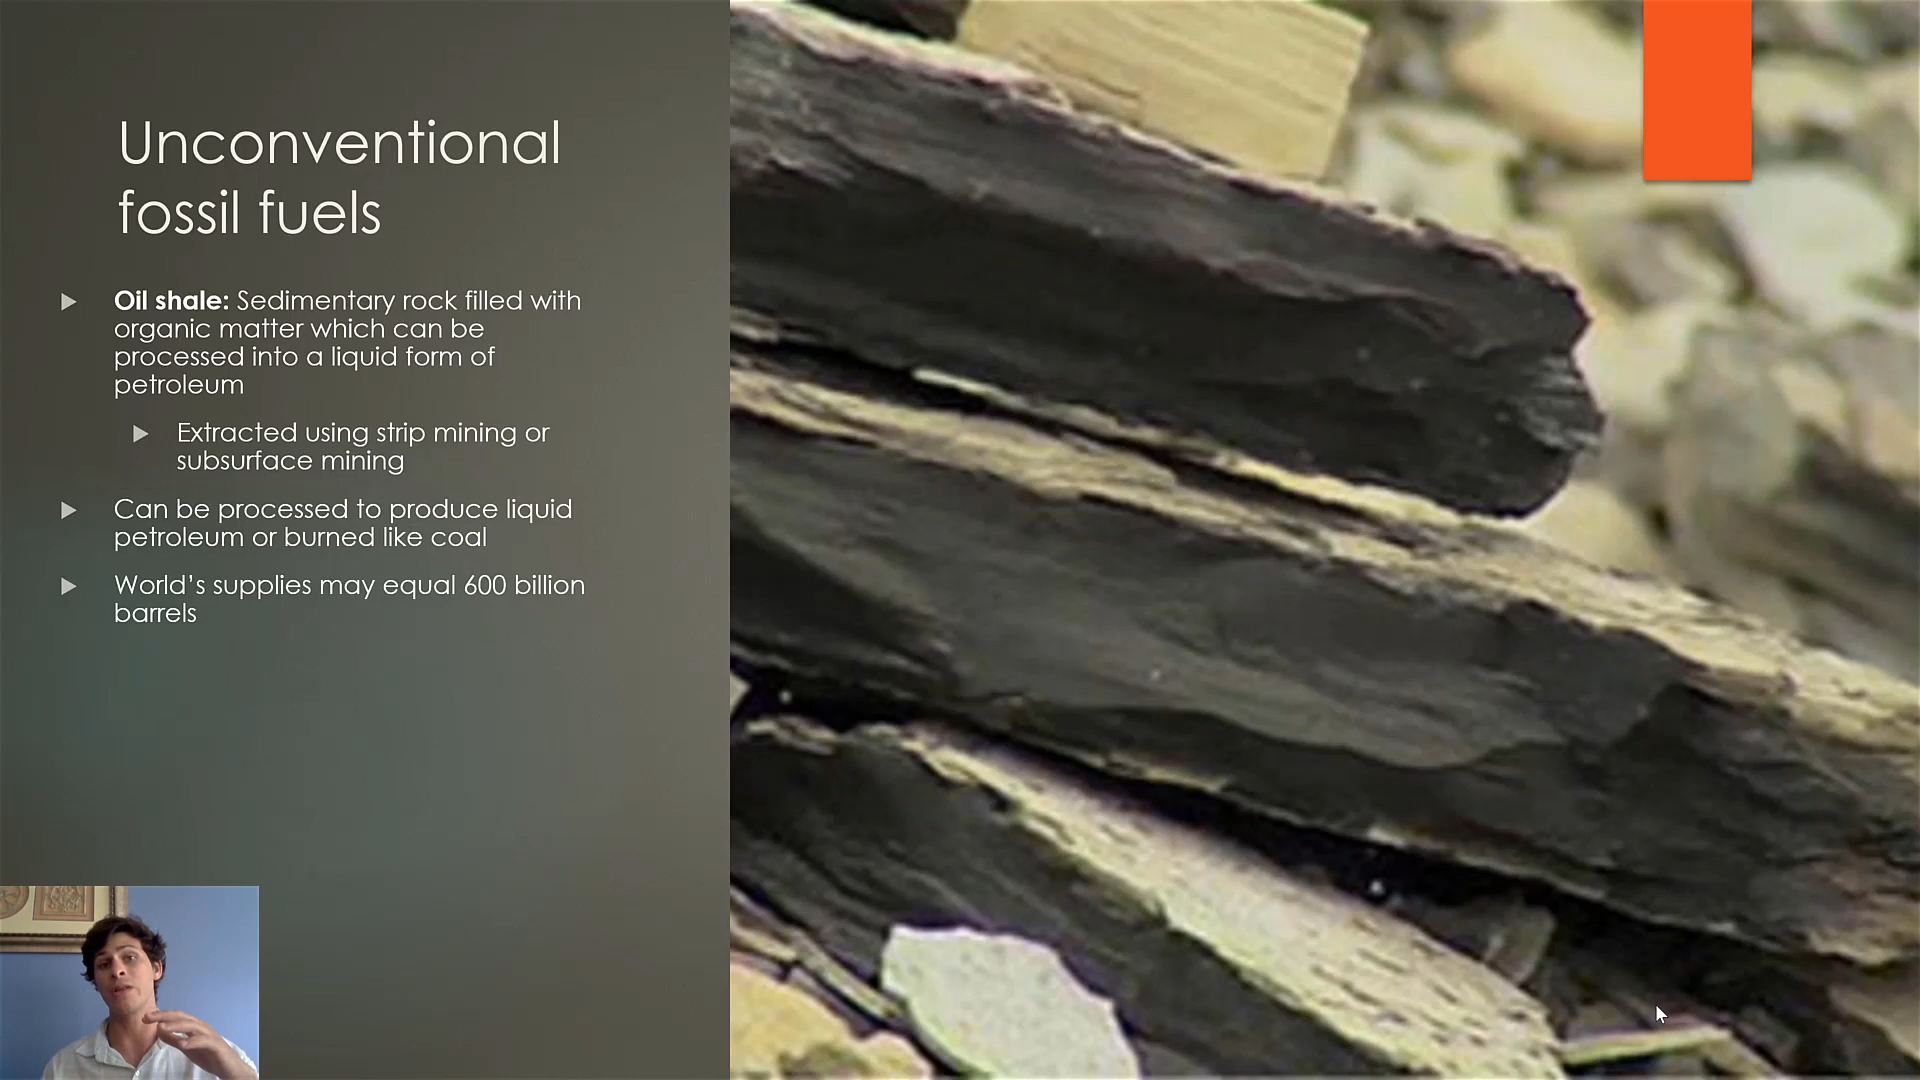 Unconventional
fossil fuels
Oil shale: Sedimentary rock filled with
organic matter which can be
processed into a liquid form of
petroleum
Extracted using strip mining or
subsurface mining
Can be processed to produce liquid
petroleum or burned like coal
World’s supplies may equal 600 billion
barrels